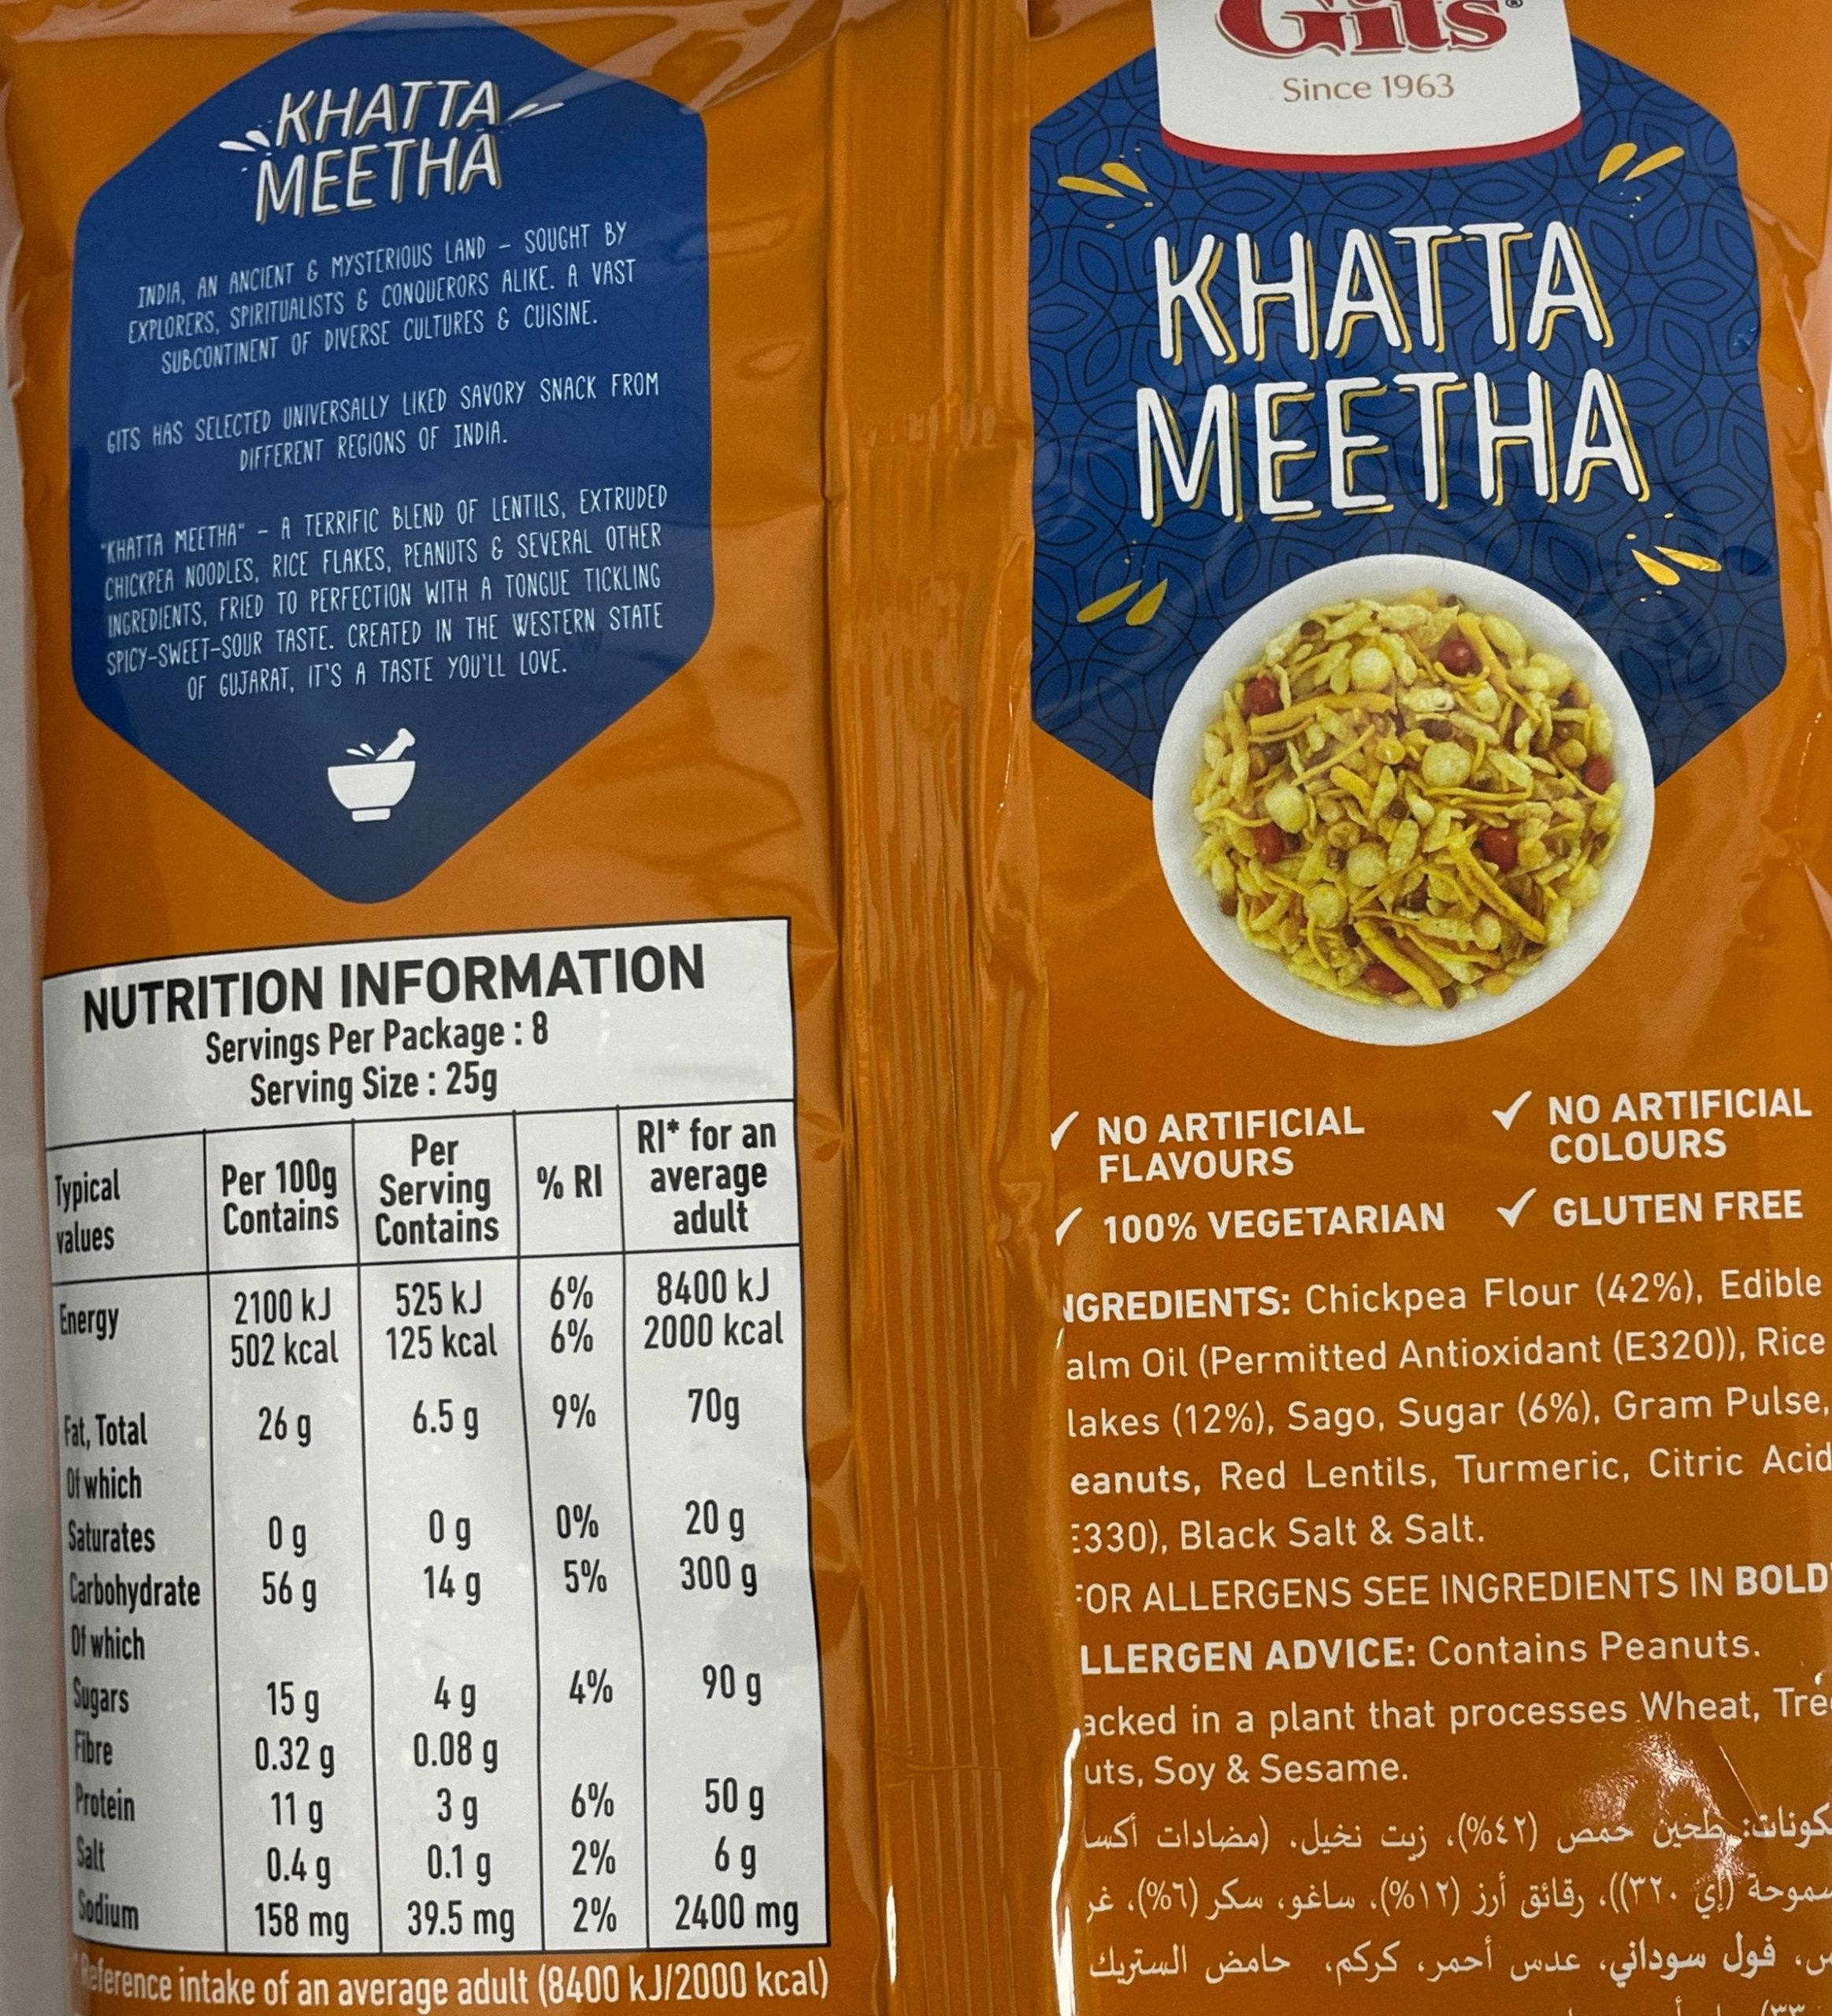 KHATTA
MEETHA
INDIA, AN ANCIENT & MYSTERIOUS LAND – SOUGHT BY
EXPLORERS, SPIRITUALISTS & CONQUERORS ALIKE. A VAST
SUBCONTINENT OF DIVERSE CULTURES & CUISINE.
GITS HAS SELECTED UNIVERSALLY LIKED SAVORY SNACK FROM
DIFFERENT REGIONS OF INDIA.
"KHATTA MEETHA" – A TERRIFIC BLEND OF LENTILS, EXTRUDED
CHICKPEA NOODLES, RICE FLAKES, PEANUTS & SEVERAL OTHER
INGREDIENTS, FRIED TO PERFECTION WITH A TONGUE TICKLING
SPICY-SWEET-SOUR TASTE. CREATED IN THE WESTERN STATE
OF GUJARAT, IT'S A TASTE YOU'LL LOVE.
NUTRITION INFORMATION
Servings Per Package : 8
Serving Size : 25g
Typical values | Per 100g Contains | Per Serving Contains | % RI | RI* for an average adult
Energy 2100 kJ 525 kJ 6% 8400 kJ
502 kcal 125 kcal 6% 2000 kcal
Fat, Total 26 g 6.5 g 9% 70g
Of which
Saturates 0 g 0 g 0% 20 g
Carbohydrate 56 g 14 g 5% 300 g
Of which
Sugars 15 g 4 g 4% 90 g
Fibre 0.32 g 0.08 g
Protein 11 g 3 g 6% 50 g
Salt 0.4 g 0.1 g 2% 6 g
Sodium 158 mg 39.5 mg 2% 2400 mg
*Reference intake of an average adult (8400 kJ/2000 kcal)
Gits®
Since 1963
KHATTA
MEETHA
✓ NO ARTIFICIAL FLAVOURS
✓ NO ARTIFICIAL COLOURS
✓ 100% VEGETARIAN
✓ GLUTEN FREE
NGREDIENTS: Chickpea Flour (42%), Edible
alm Oil (Permitted Antioxidant (E320)), Rice
lakes (12%), Sago, Sugar (6%), Gram Pulse,
eanuts, Red Lentils, Turmeric, Citric Acid
E330), Black Salt & Salt.
FOR ALLERGENS SEE INGREDIENTS IN BOLD
LLERGEN ADVICE: Contains Peanuts.
acked in a plant that processes Wheat, Tre
uts, Soy & Sesame.
كونات: طحين حمص (٤٢%)، زيت نخيل، (مضادات أكسا
سموحة (إي ٣٢٠))، رقائق أرز (١٢%)، ساغو، سكر (٦%)، غر
س، فول سوداني، عدس أحمر، كركم، حامض الستريك